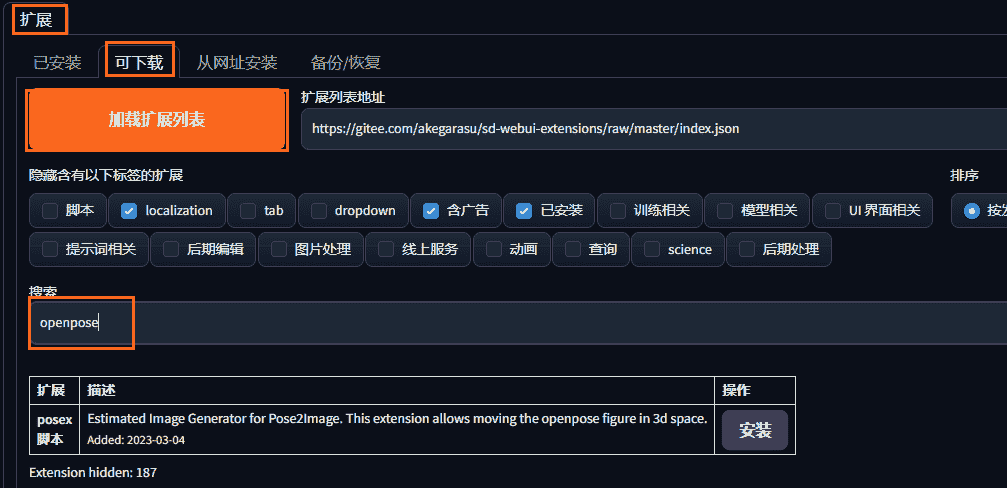 扩展
已安装 可下载 从网址安装 备份/恢复
加载扩展列表
扩展列表地址
https://gitee.com/akegarasu/sd-webui-extensions/raw/master/index.json
隐藏含有以下标签的扩展 排序
脚本 localization tab dropdown 含广告 已安装 训练相关 模型相关 UI 界面相关 按发
提示词相关 后期编辑 图片处理 线上服务 动画 查询 science 后期处理
搜索
openpose
扩展 描述 操作
posex Estimated Image Generator for Pose2Image. This extension allows moving the openpose figure in 3d space. 安装
脚本 Added: 2023-03-04
Extension hidden: 187